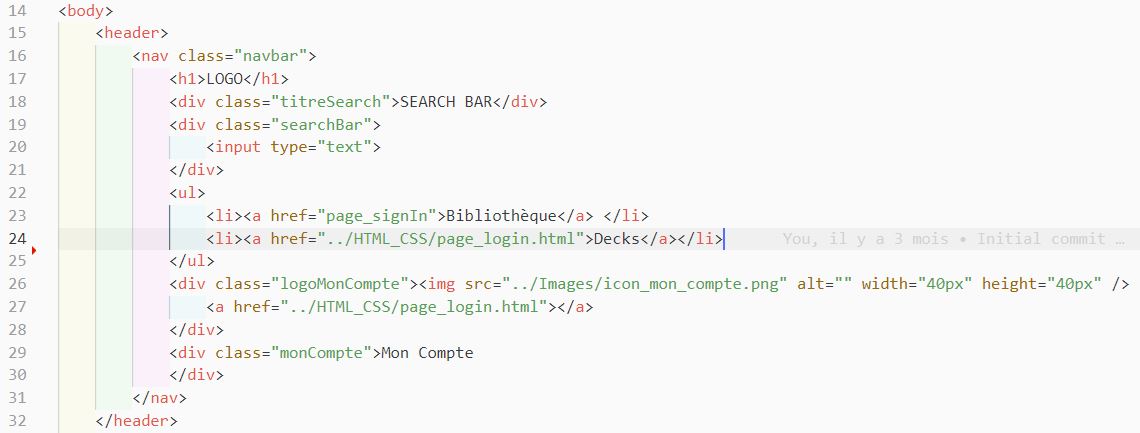 14 <body>
15 <header>
16 <nav class="navbar">
17 <h1>LOGO</h1>
18 <div class="titreSearch">SEARCH BAR</div>
19 <div class="searchBar">
20 <input type="text">
21 </div>
22 <ul>
23 <li><a href="page_signIn">Bibliothèque</a> </li>
24 <li><a href="../HTML_CSS/page_login.html">Decks</a></li> You, il y a 3 mois • Initial commit …
25 </ul>
26 <div class="logoMonCompte"><img src="../Images/icon_mon_compte.png" alt="" width="40px" height="40px" />
27 <a href="../HTML_CSS/page_login.html"></a>
28 </div>
29 <div class="monCompte">Mon Compte
30 </div>
31 </nav>
32 </header>